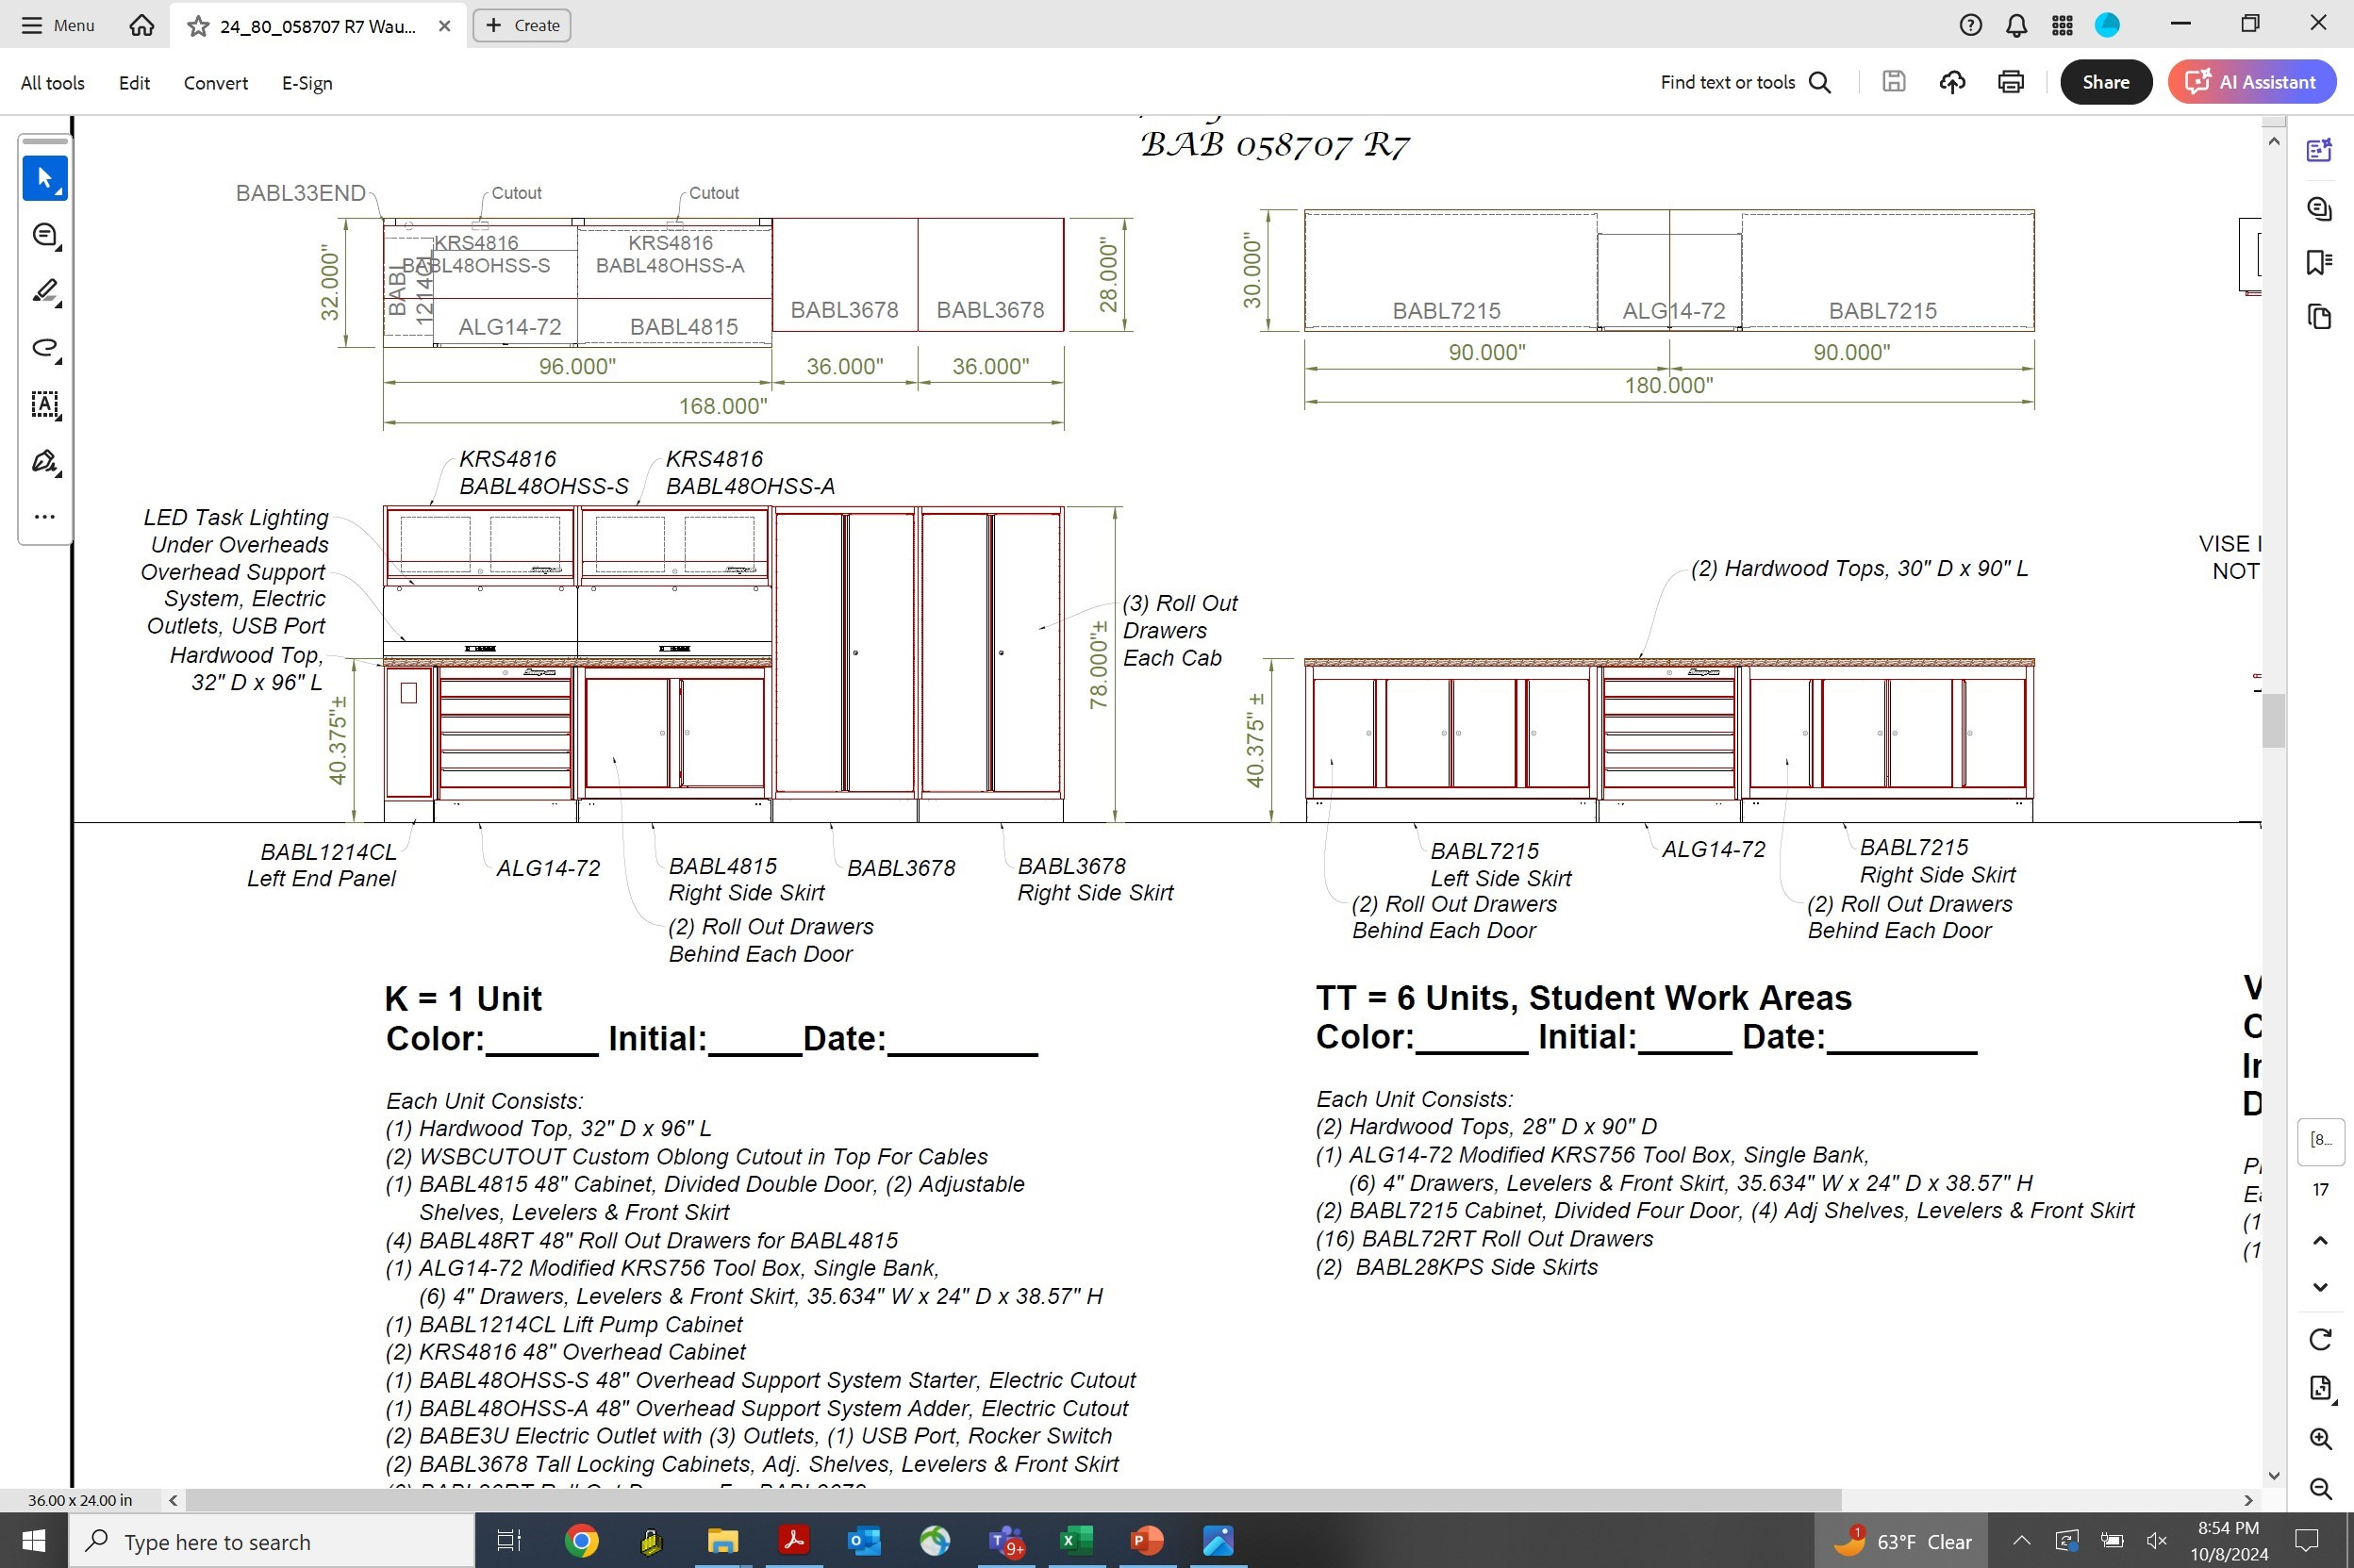 Menu
24_80_058707 R7 Wau...
Create
All tools
Edit
Convert
E-Sign
Find text or tools
Share
AI Assistant
BAB 058707 R7
BABL33END
Cutout
Cutout
KRS4816
BABL48OHSS-S
KRS4816
BABL48OHSS-A
BABL
1214CL
ALG14-72
BABL4815
BABL3678
BABL3678
32.000"
28.000"
96.000"
36.000"
36.000"
168.000"
30.000"
BABL7215
ALG14-72
BABL7215
90.000"
90.000"
180.000"
KRS4816
BABL48OHSS-S
KRS4816
BABL48OHSS-A
LED Task Lighting
Under Overheads
Overhead Support
System, Electric
Outlets, USB Port
Hardwood Top,
32" D x 96" L
40.375"±
78.000"±
(3) Roll Out
Drawers
Each Cab
Snap-on
Snap-on
Snap-on
BABL1214CL
Left End Panel
ALG14-72
BABL4815
Right Side Skirt
BABL3678
BABL3678
Right Side Skirt
(2) Roll Out Drawers
Behind Each Door
(2) Hardwood Tops, 30" D x 90" L
40.375" ±
Snap-on
VISE I
NOT
BABL7215
Left Side Skirt
ALG14-72
BABL7215
Right Side Skirt
(2) Roll Out Drawers
Behind Each Door
(2) Roll Out Drawers
Behind Each Door
K = 1 Unit
Color:______ Initial:_____Date:________
Each Unit Consists:
(1) Hardwood Top, 32" D x 96" L
(2) WSBCUTOUT Custom Oblong Cutout in Top For Cables
(1) BABL4815 48" Cabinet, Divided Double Door, (2) Adjustable
Shelves, Levelers & Front Skirt
(4) BABL48RT 48" Roll Out Drawers for BABL4815
(1) ALG14-72 Modified KRS756 Tool Box, Single Bank,
(6) 4" Drawers, Levelers & Front Skirt, 35.634" W x 24" D x 38.57" H
(1) BABL1214CL Lift Pump Cabinet
(2) KRS4816 48" Overhead Cabinet
(1) BABL48OHSS-S 48" Overhead Support System Starter, Electric Cutout
(1) BABL48OHSS-A 48" Overhead Support System Adder, Electric Cutout
(2) BABE3U Electric Outlet with (3) Outlets, (1) USB Port, Rocker Switch
(2) BABL3678 Tall Locking Cabinets, Adj. Shelves, Levelers & Front Skirt
TT = 6 Units, Student Work Areas
Color:______ Initial:_____ Date:________
Each Unit Consists:
(2) Hardwood Tops, 28" D x 90" D
(1) ALG14-72 Modified KRS756 Tool Box, Single Bank,
(6) 4" Drawers, Levelers & Front Skirt, 35.634" W x 24" D x 38.57" H
(2) BABL7215 Cabinet, Divided Four Door, (4) Adj Shelves, Levelers & Front Skirt
(16) BABL72RT Roll Out Drawers
(2) BABL28KPS Side Skirts
[8...
17
36.00 x 24.00 in
Type here to search
9+
1
63°F Clear
8:54 PM
10/8/2024